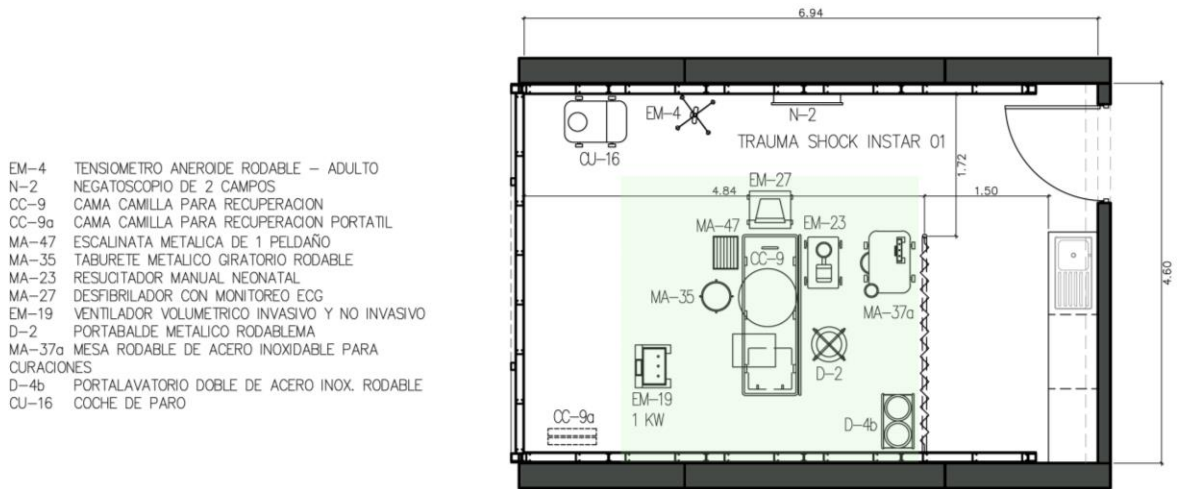 EM-4 TENSIOMETRO ANEROIDE RODABLE - ADULTO
N-2 NEGATOSCOPIO DE 2 CAMPOS
CC-9 CAMA CAMILLA PARA RECUPERACION
CC-9a CAMA CAMILLA PARA RECUPERACION PORTATIL
MA-47 ESCALINATA METALICA DE 1 PELDAÑO
MA-35 TABURETE METALICO GIRATORIO RODABLE
MA-23 RESUCITADOR MANUAL NEONATAL
MA-27 DESFIBRILADOR CON MONITOREO ECG
EM-19 VENTILADOR VOLUMETRICO INVASIVO Y NO INVASIVO
D-2 PORTABALDE METALICO RODABLEMA
MA-37a MESA RODABLE DE ACERO INOXIDABLE PARA
CURACIONES
D-4b PORTALAVATORIO DOBLE DE ACERO INOX. RODABLE
CU-16 COCHE DE PARO
6.94
EM-4
N-2
CU-16
TRAUMA SHOCK INSTAR 01
1.72
4.84
EM-27
1.50
MA-47
EM-23
CC-9
MA-35
MA-37a
4.60
D-2
EM-19
1 KW
CC-9a
D-4b